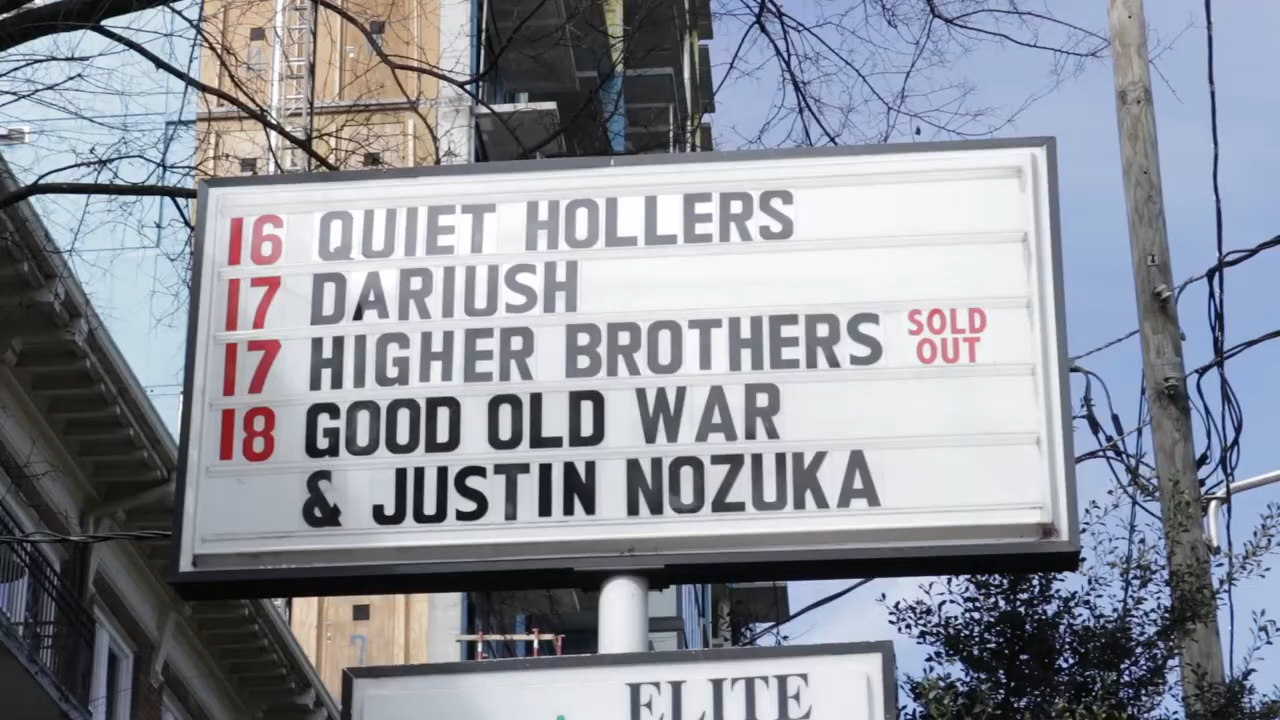 16 QUIET HOLLERS
17 DARIUSH
17 HIGHER BROTHERS SOLD OUT
18 GOOD OLD WAR
& JUSTIN NOZUKA
ELITE